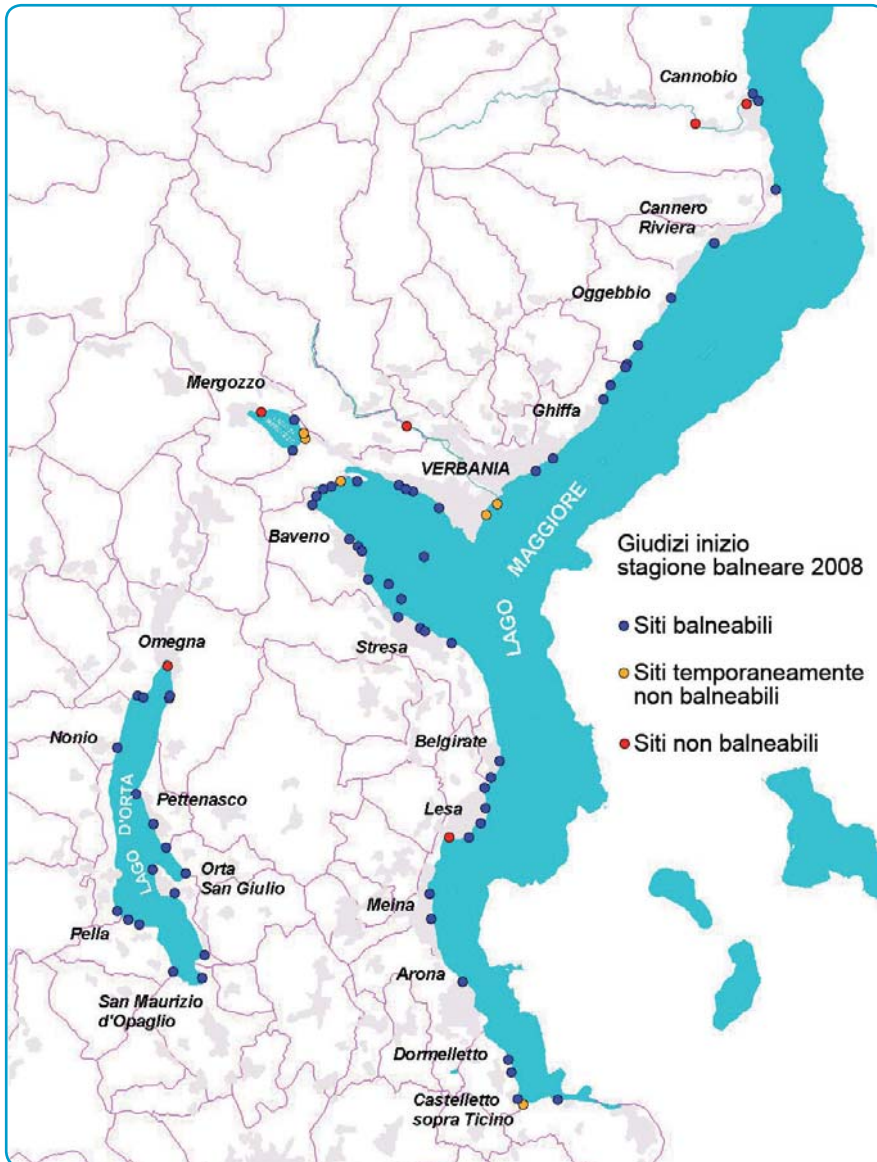 Cannobio
Cannero
Riviera
Oggebbio
Mergozzo
Ghiffa
VERBANIA
LAGO MAGGIORE
Baveno
Giudizi inizio
stagione balneare 2008
Siti balneabili
Siti temporaneamente
non balneabili
Siti non balneabili
Stresa
Omegna
Nonio
Belgirate
Pettenasco
Lesa
LAGO D'ORTA
Orta
San Giulio
Meina
Pella
Arona
San Maurizio
d'Opaglio
Dormelletto
Castelletto
sopra Ticino